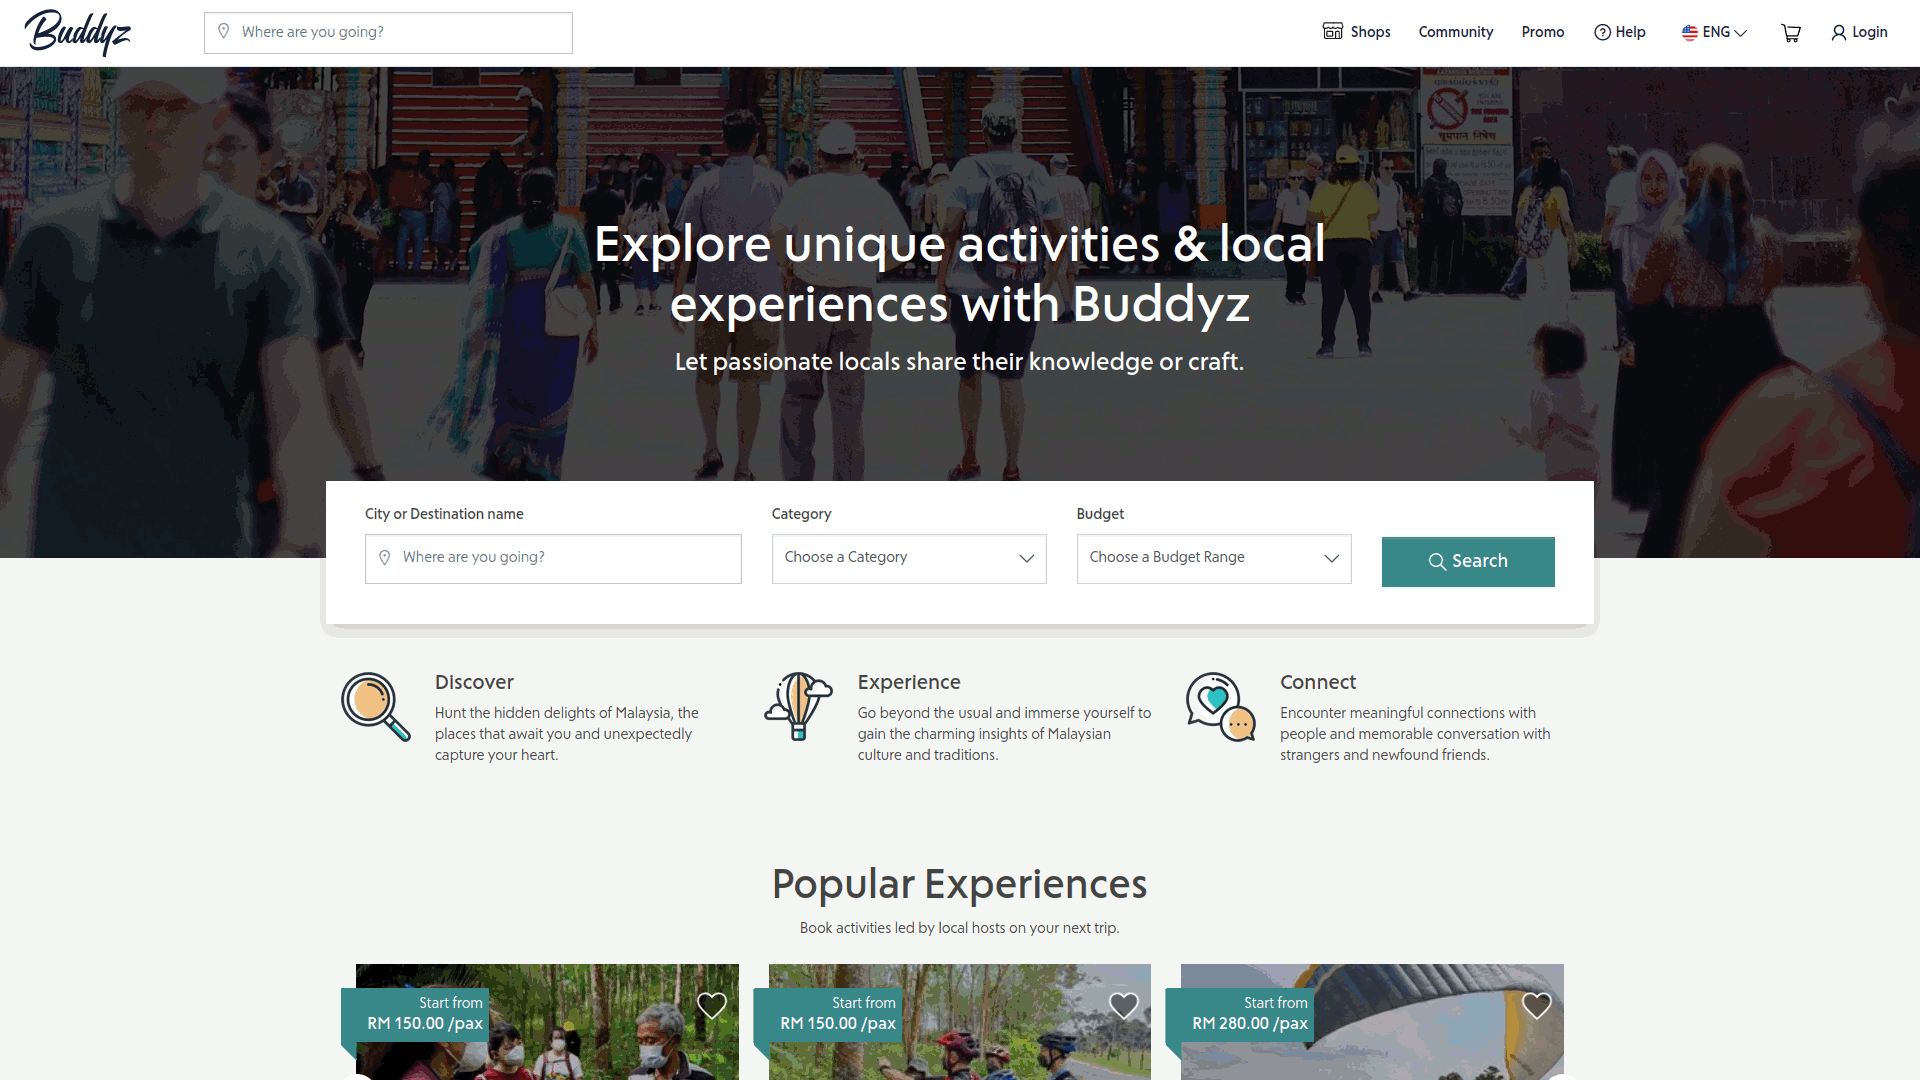 Buddyz
Where are you going?
Shops
Community
Promo
Help
ENG
Login
Explore unique activities & local
experiences with Buddyz
Let passionate locals share their knowledge or craft.
City or Destination name
Where are you going?
Category
Choose a Category
Budget
Choose a Budget Range
Search
Discover
Hunt the hidden delights of Malaysia, the
places that await you and unexpectedly
capture your heart.
Experience
Go beyond the usual and immerse yourself to
gain the charming insights of Malaysian
culture and traditions.
Connect
Encounter meaningful connections with
people and memorable conversation with
strangers and newfound friends.
Popular Experiences
Book activities led by local hosts on your next trip.
Start from
RM 150.00 /pax
Start from
RM 150.00 /pax
Start from
RM 280.00 /pax